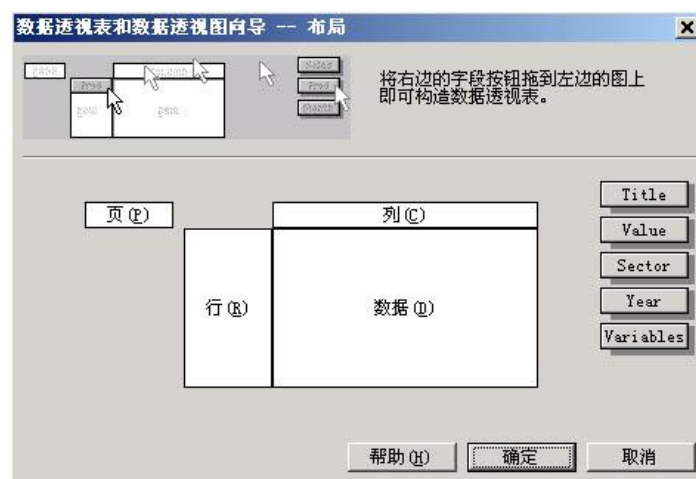 数据透视表和数据透视图向导 -- 布局
将右边的字段按钮拖到左边的图上
即可构造数据透视表。
页(P)
列(C)
行(R)
数据(D)
Title
Value
Sector
Year
Variables
帮助(H)
确定
取消